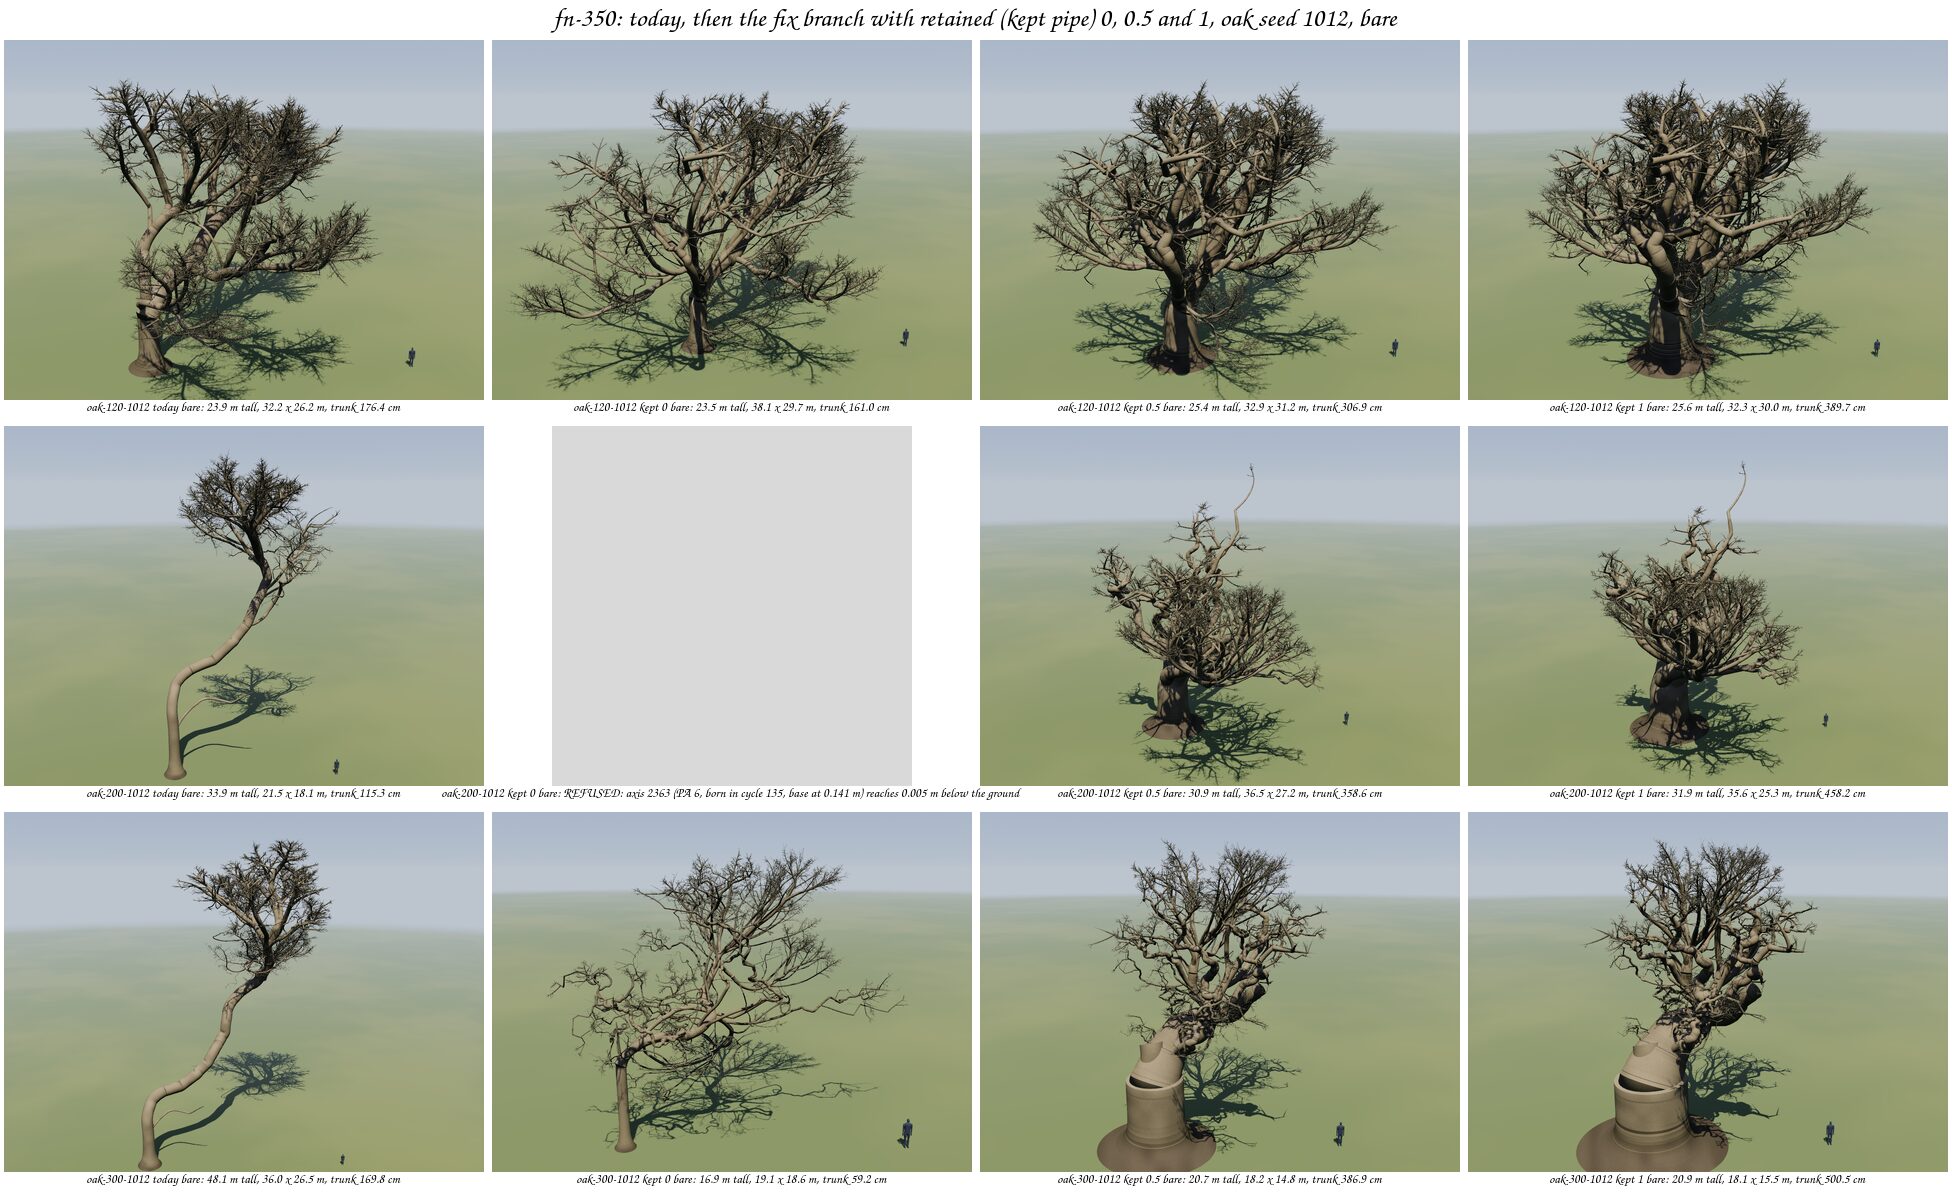 fn-350: today, then the fix branch with retained (kept pipe) 0, 0.5 and 1, oak seed 1012, bare
oak-120-1012 today bare: 23.9 m tall, 32.2 x 26.2 m, trunk 176.4 cm
oak-120-1012 kept 0 bare: 23.5 m tall, 38.1 x 29.7 m, trunk 161.0 cm
oak-120-1012 kept 0.5 bare: 25.4 m tall, 32.9 x 31.2 m, trunk 306.9 cm
oak-120-1012 kept 1 bare: 25.6 m tall, 32.3 x 30.0 m, trunk 389.7 cm
oak-200-1012 today bare: 33.9 m tall, 21.5 x 18.1 m, trunk 115.3 cm
oak-200-1012 kept 0 bare: REFUSED: axis 2363 (PA 6, born in cycle 135, base at 0.141 m) reaches 0.005 m below the ground
oak-200-1012 kept 0.5 bare: 30.9 m tall, 36.5 x 27.2 m, trunk 358.6 cm
oak-200-1012 kept 1 bare: 31.9 m tall, 35.6 x 25.3 m, trunk 458.2 cm
oak-300-1012 today bare: 48.1 m tall, 36.0 x 26.5 m, trunk 169.8 cm
oak-300-1012 kept 0 bare: 16.9 m tall, 19.1 x 18.6 m, trunk 59.2 cm
oak-300-1012 kept 0.5 bare: 20.7 m tall, 18.2 x 14.8 m, trunk 386.9 cm
oak-300-1012 kept 1 bare: 20.9 m tall, 18.1 x 15.5 m, trunk 500.5 cm